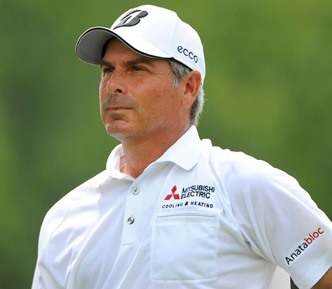 B
ecco
MITSUBISHI
ELECTRIC
COOLING & HEATING
Anatabloc